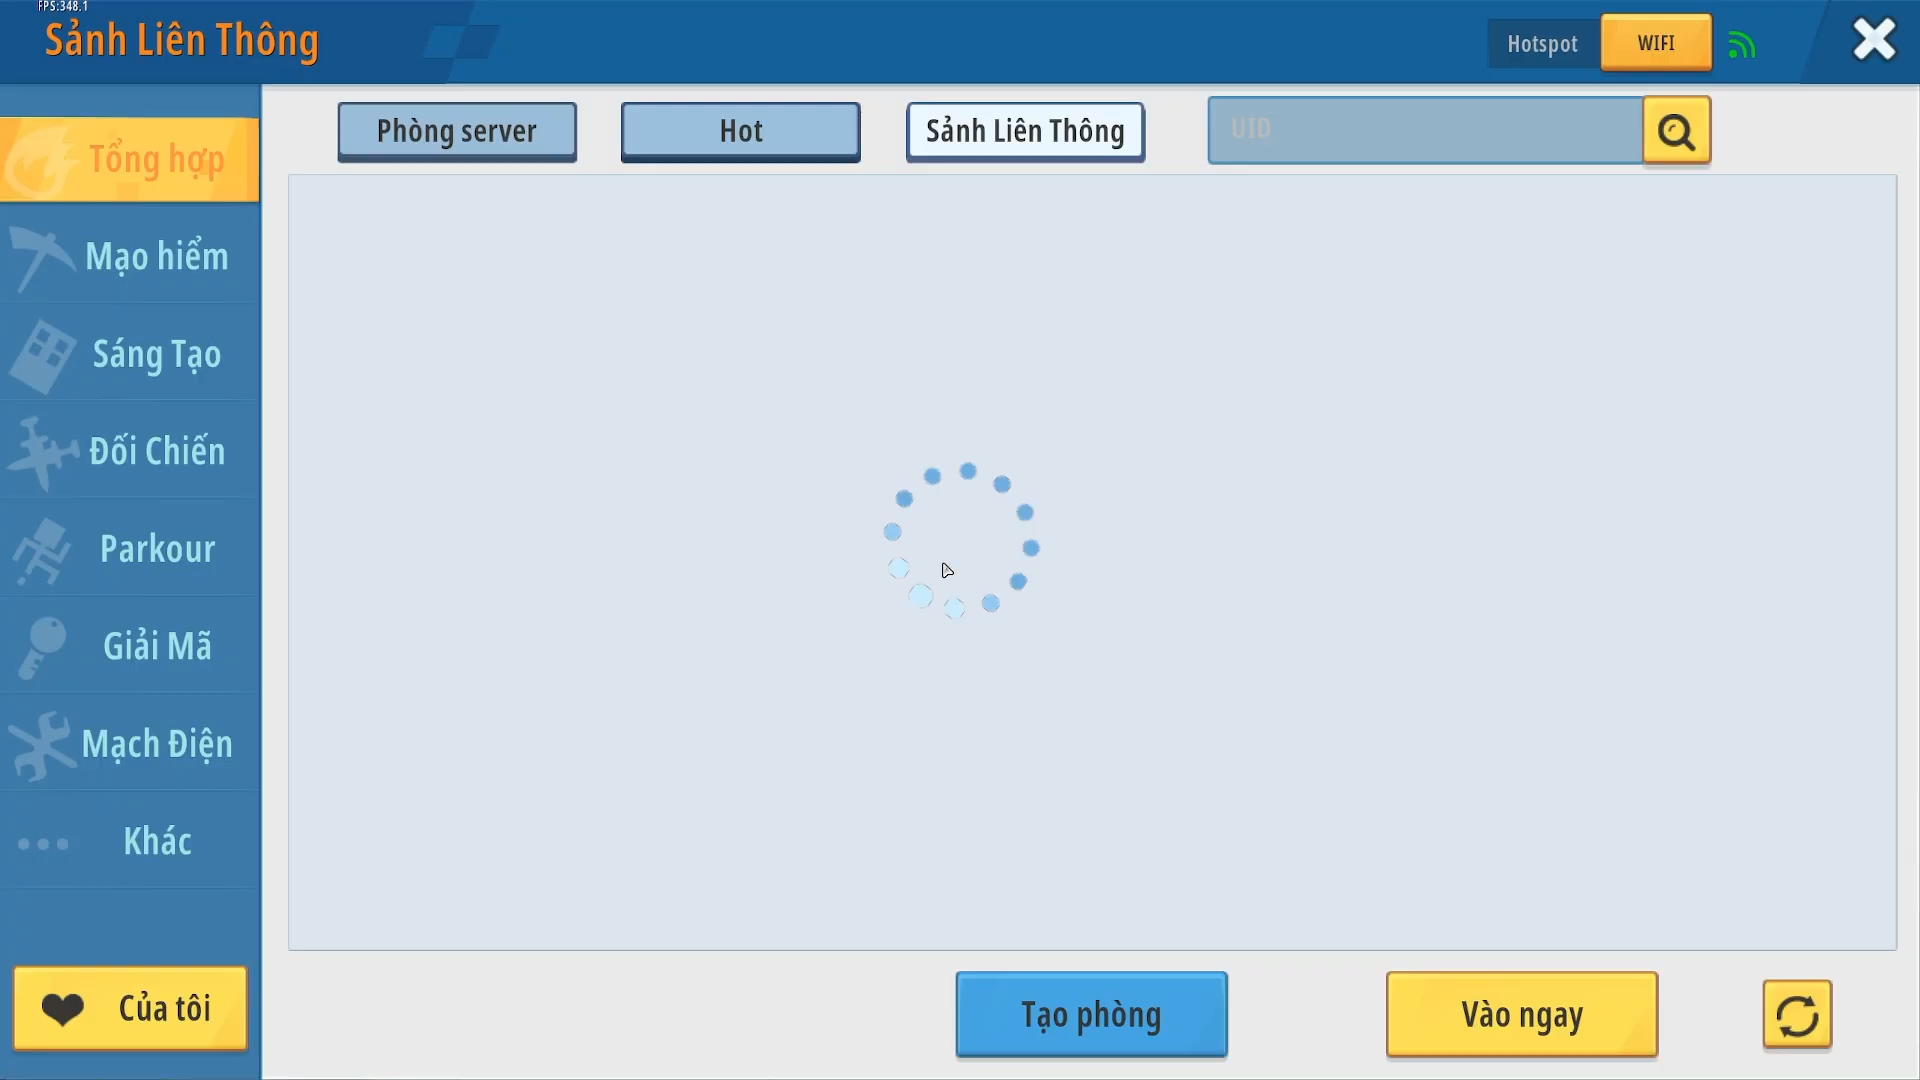 FPS:348.1
Sảnh Liên Thông
Hotspot
WIFI
Phòng server
Hot
Sảnh Liên Thông
UID
Tổng hợp
Mạo hiểm
Sáng Tạo
Đối Chiến
Parkour
Giải Mã
Mạch Điện
Khác
Của tôi
Tạo phòng
Vào ngay